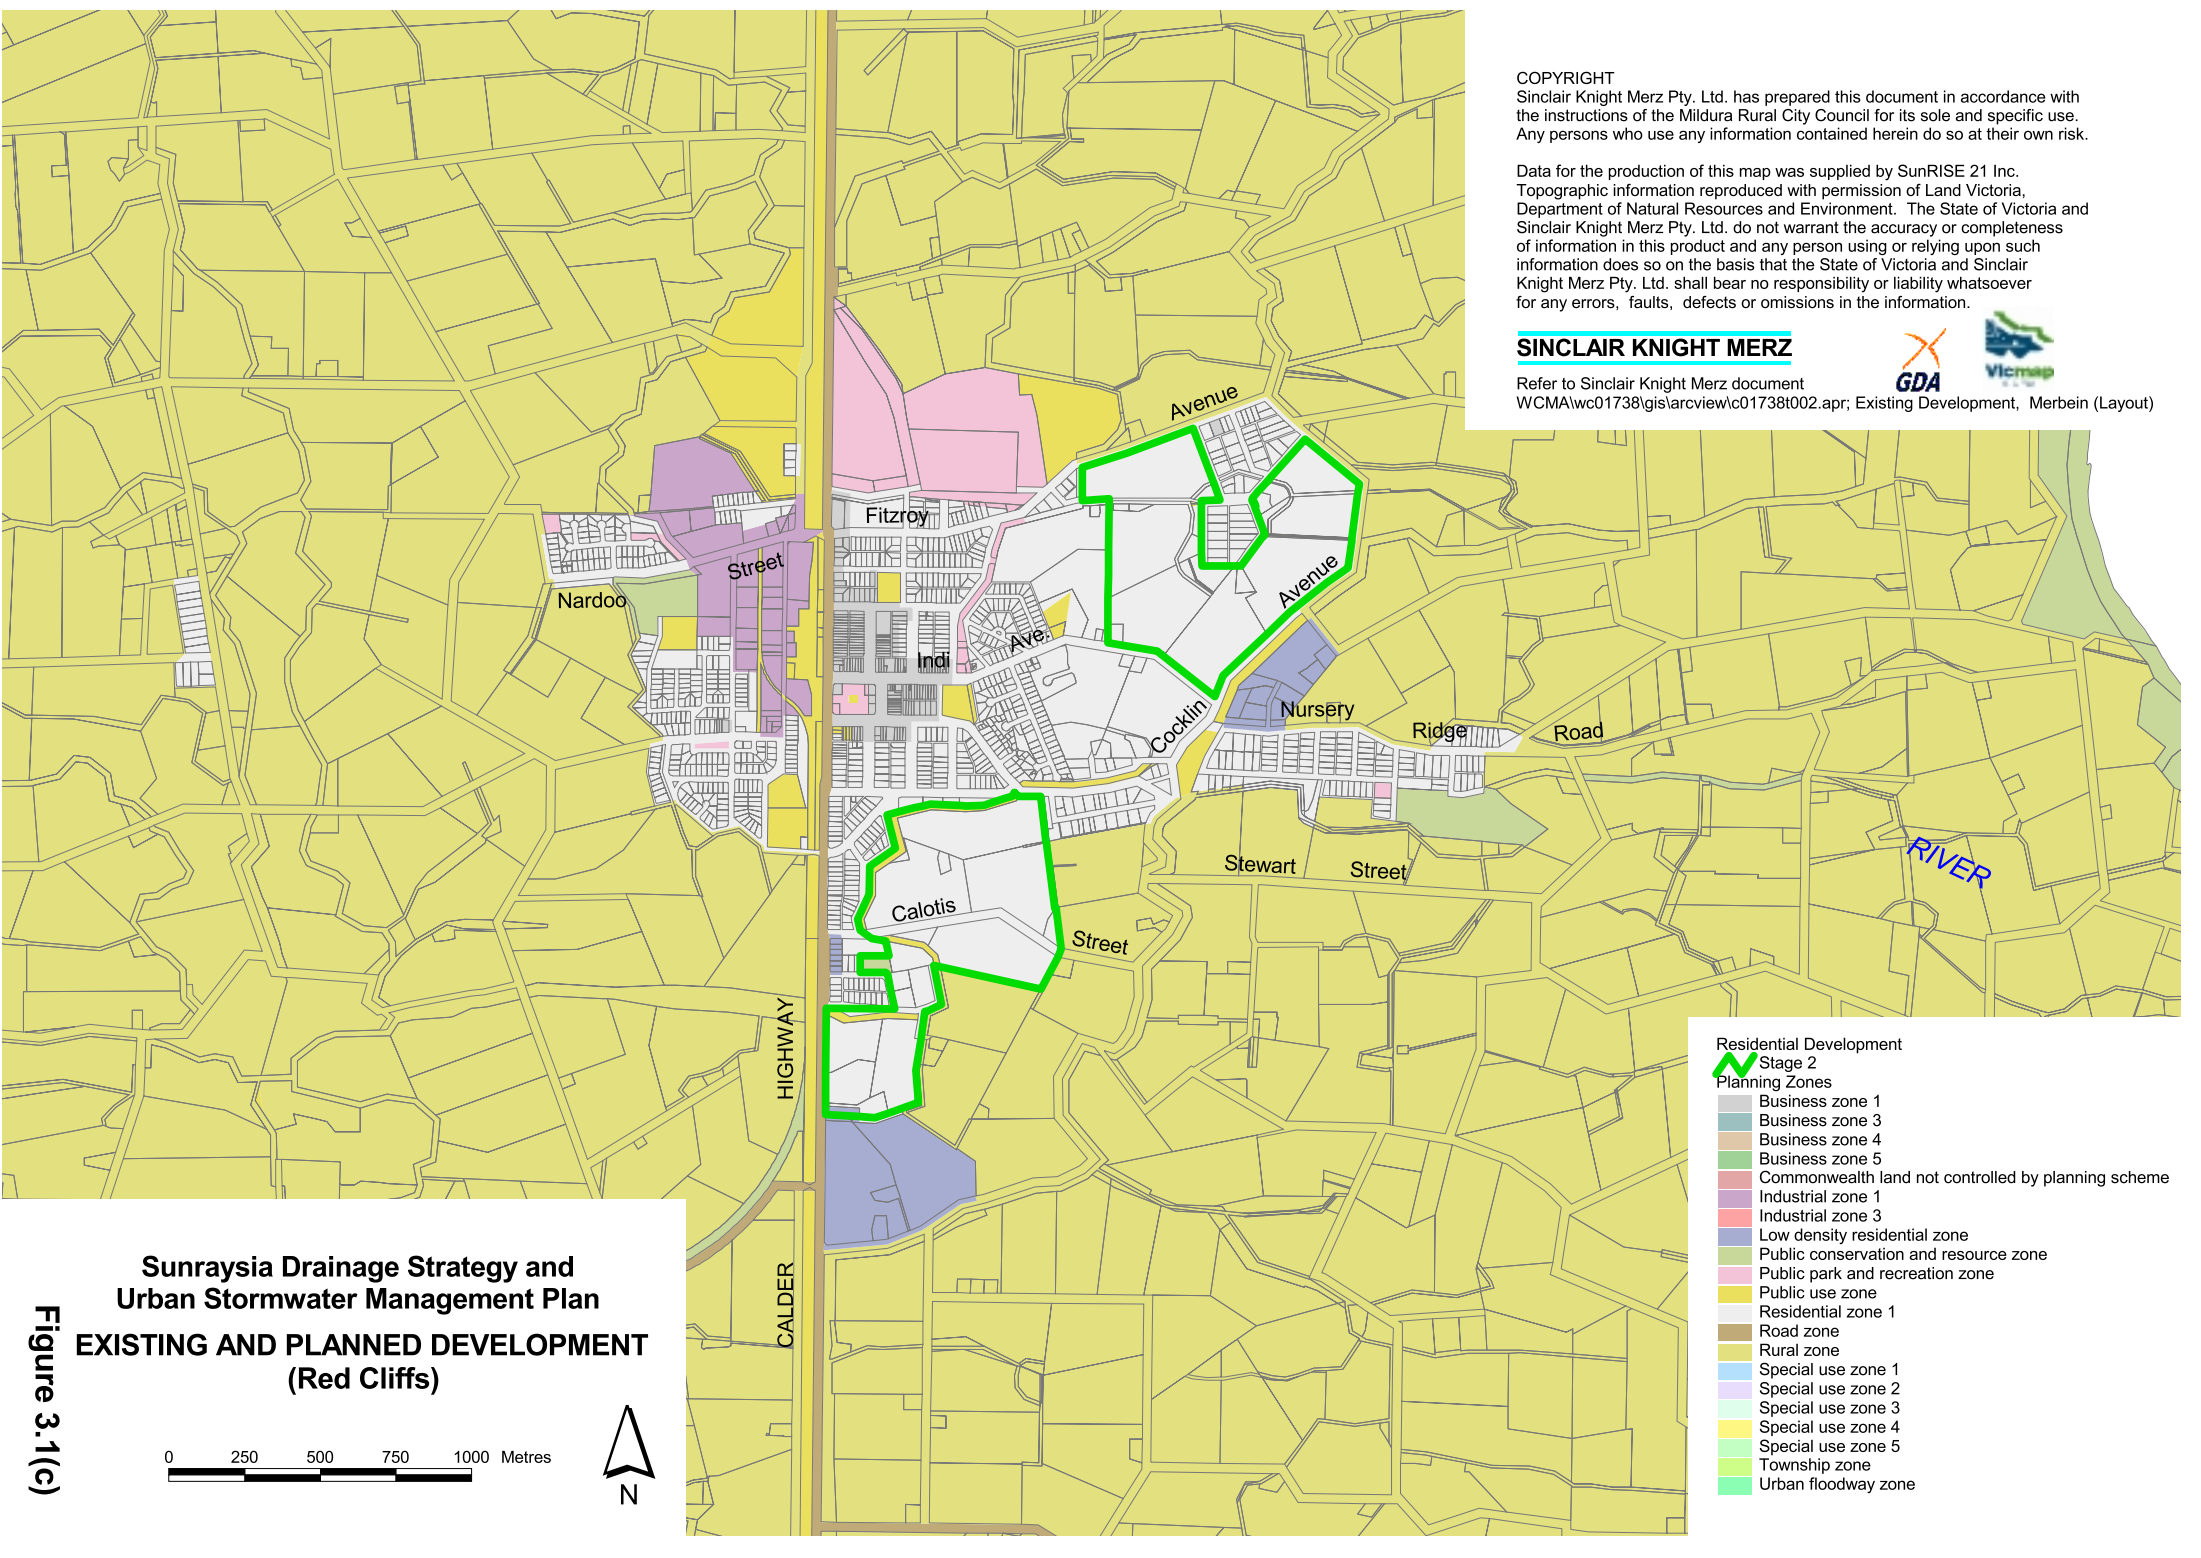 COPYRIGHT
Sinclair Knight Merz Pty. Ltd. has prepared this document in accordance with
the instructions of the Mildura Rural City Council for its sole and specific use.
Any persons who use any information contained herein do so at their own risk.
Data for the production of this map was supplied by SunRISE 21 Inc.
Topographic information reproduced with permission of Land Victoria,
Department of Natural Resources and Environment. The State of Victoria and
Sinclair Knight Merz Pty. Ltd. do not warrant the accuracy or completeness
of information in this product and any person using or relying upon such
information does so on the basis that the State of Victoria and Sinclair
Knight Merz Pty. Ltd. shall bear no responsibility or liability whatsoever
for any errors, faults, defects or omissions in the information.
SINCLAIR KNIGHT MERZ
GDA
Vicmap
Refer to Sinclair Knight Merz document
WCMA\wc01738\gis\arcview\c01738t002.apr; Existing Development, Merbein (Layout)
Avenue
Fitzroy
Street
Nardoo
Avenue
Ave.
Indi
Cocklin
Nursery
Ridge
Road
Stewart
Street
RIVER
Calotis
Street
HIGHWAY
CALDER
Residential Development
Stage 2
Planning Zones
Business zone 1
Business zone 3
Business zone 4
Business zone 5
Commonwealth land not controlled by planning scheme
Industrial zone 1
Industrial zone 3
Low density residential zone
Public conservation and resource zone
Public park and recreation zone
Public use zone
Residential zone 1
Road zone
Rural zone
Special use zone 1
Special use zone 2
Special use zone 3
Special use zone 4
Special use zone 5
Township zone
Urban floodway zone
Sunraysia Drainage Strategy and
Urban Stormwater Management Plan
EXISTING AND PLANNED DEVELOPMENT
(Red Cliffs)
Figure 3.1(c)
0 250 500 750 1000 Metres
N